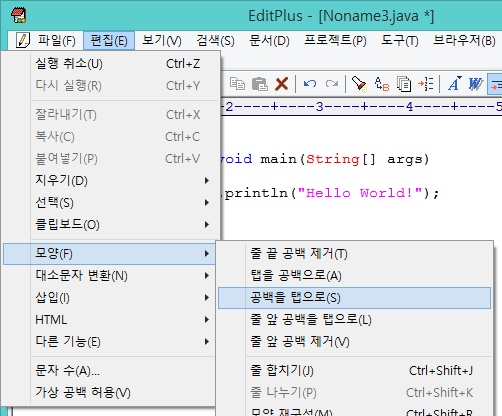 EditPlus - [Noname3.java *]
파일(F) 편집(E) 보기(V) 검색(S) 문서(D) 프로젝트(P) 도구(T) 브라우저(B)
실행 취소(U) Ctrl+Z
다시 실행(R) Ctrl+Y
잘라내기(T) Ctrl+X
복사(C) Ctrl+C
붙여넣기(P) Ctrl+V
지우기(D)
선택(S)
클립보드(O)
모양(F)
대소문자 변환(N)
삽입(I)
HTML
다른 기능(E)
문자 수(A)...
가상 공백 허용(V)
A W
2----+----3----+----4----+----5
void main(String[] args)
.println("Hello World!");
줄 끝 공백 제거(T)
탭을 공백으로(A)
공백을 탭으로(S)
줄 앞 공백을 탭으로(L)
줄 앞 공백 제거(V)
줄 합치기(J) Ctrl+Shift+J
줄 나누기(P) Ctrl+Shift+K
모양 재구성(M) Ctrl+Shift+R